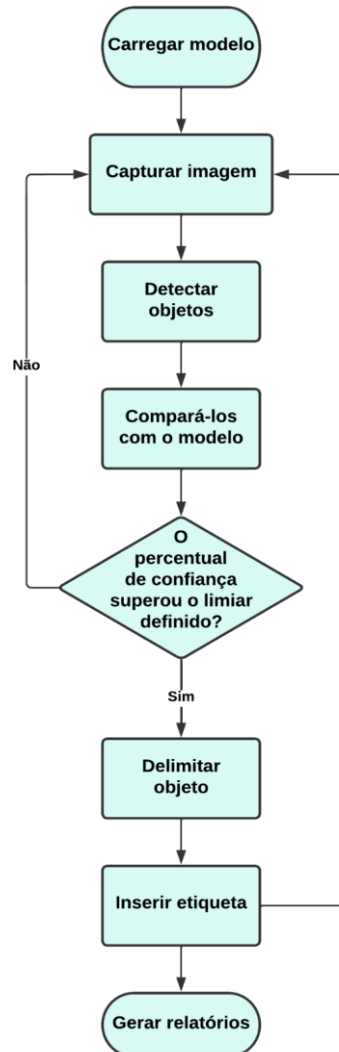 Carregar modelo
Capturar imagem
Detectar
objetos
Não
Compará-los
com o modelo
O
percentual
de confiança
superou o limiar
definido?
Sim
Delimitar
objeto
Inserir etiqueta
Gerar relatórios